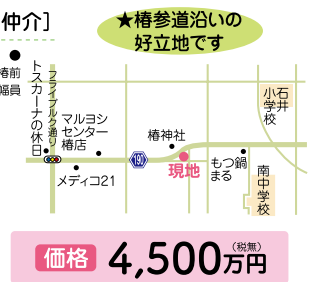 仲介]
★椿参道沿いの
好立地です
椿前
幅員
トスカーナの休日
フライブルク通り
マルヨシ
センター
椿店
メディコ21
190
椿神社
現地
もつ鍋
まる
石井
小学校
南中学校
価格 4,500万円
(税無)